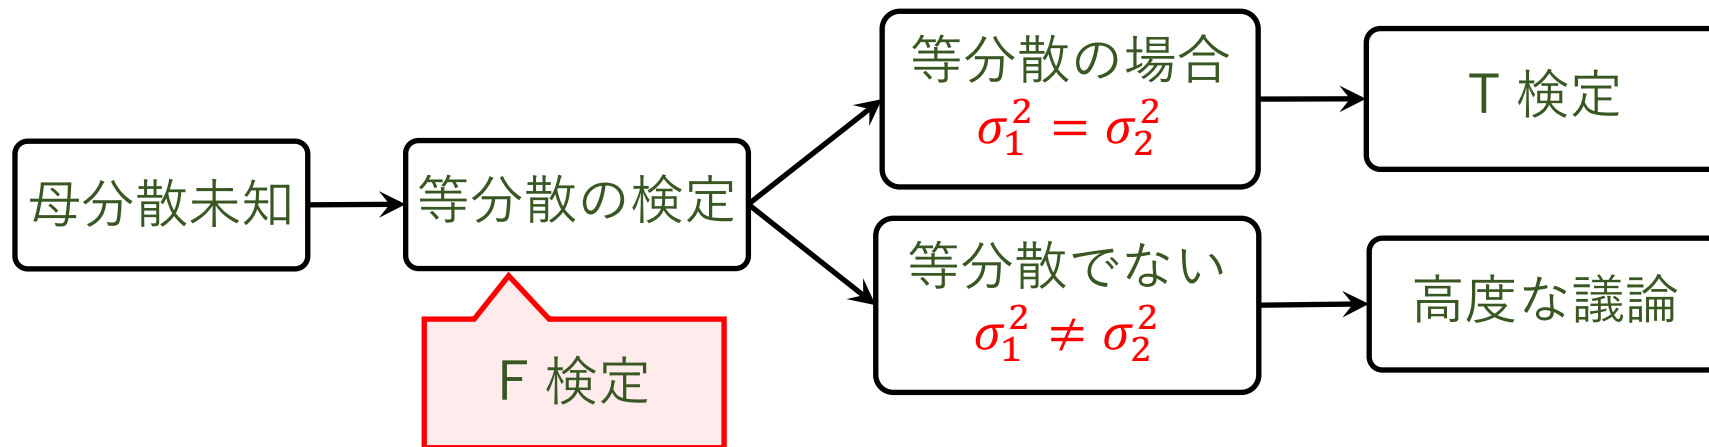 母分散未知
等分散の検定
F 検定
等分散の場合
σ₁² = σ₂²
T 検定
等分散でない
σ₁² ≠ σ₂²
高度な議論